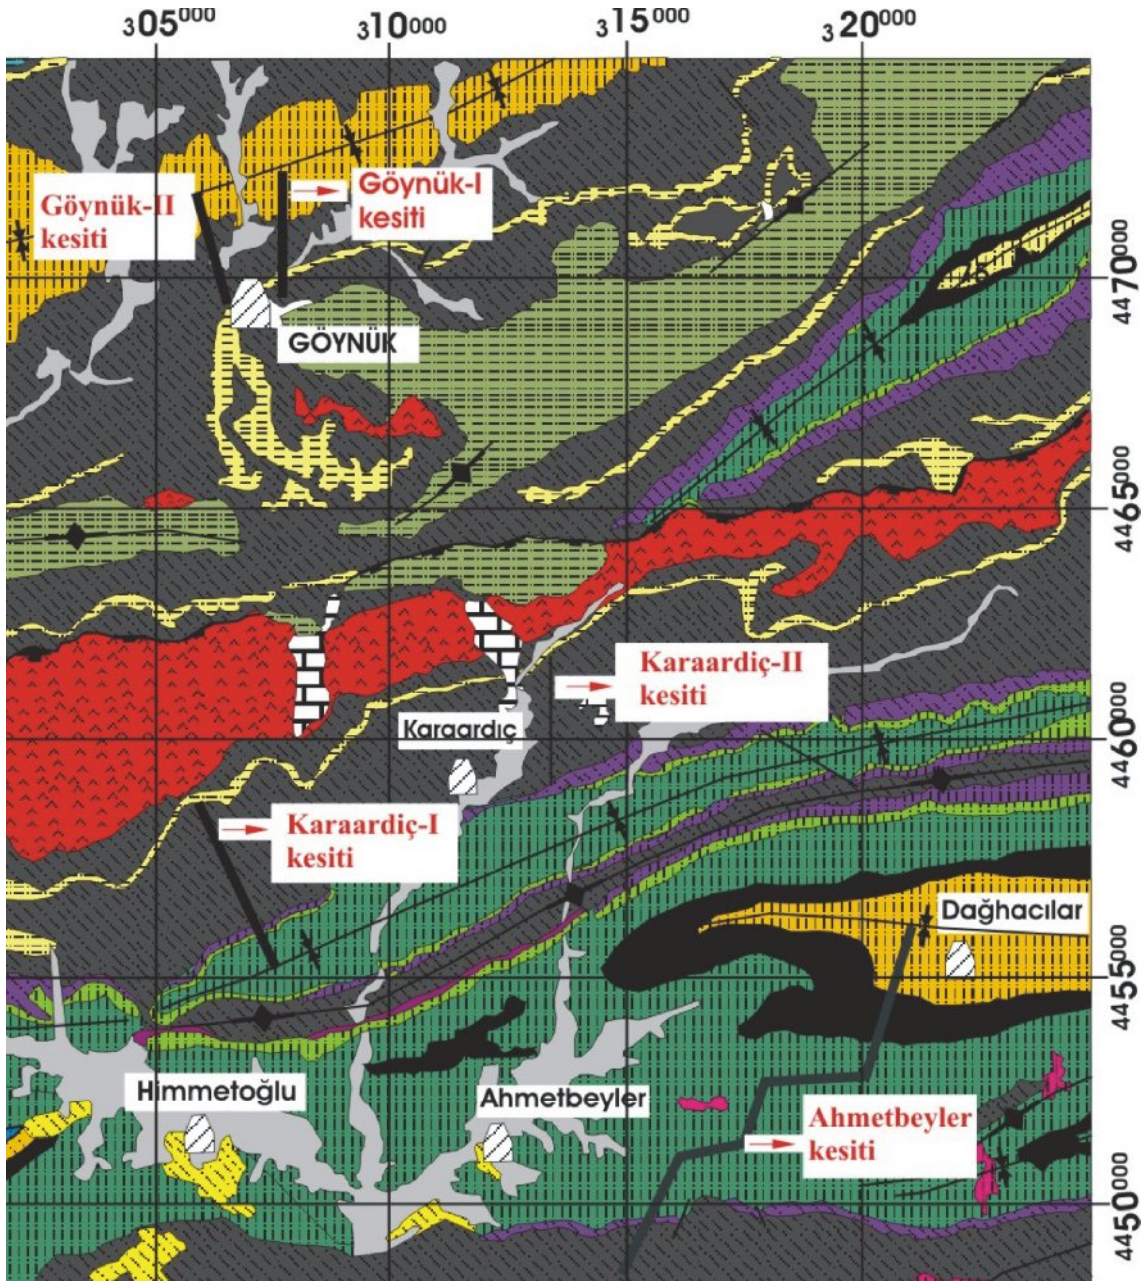 305000 310000 315000 320000
Göynük-II
kesiti
Göynük-I
kesiti
4470000
GÖYNÜK
4465000
Karaardiç-II
kesiti
Karaardıç
4460000
Karaardiç-I
kesiti
Dağhacılar
4455000
Himmetoğlu
Ahmetbeyler
Ahmetbeyler
kesiti
4450000